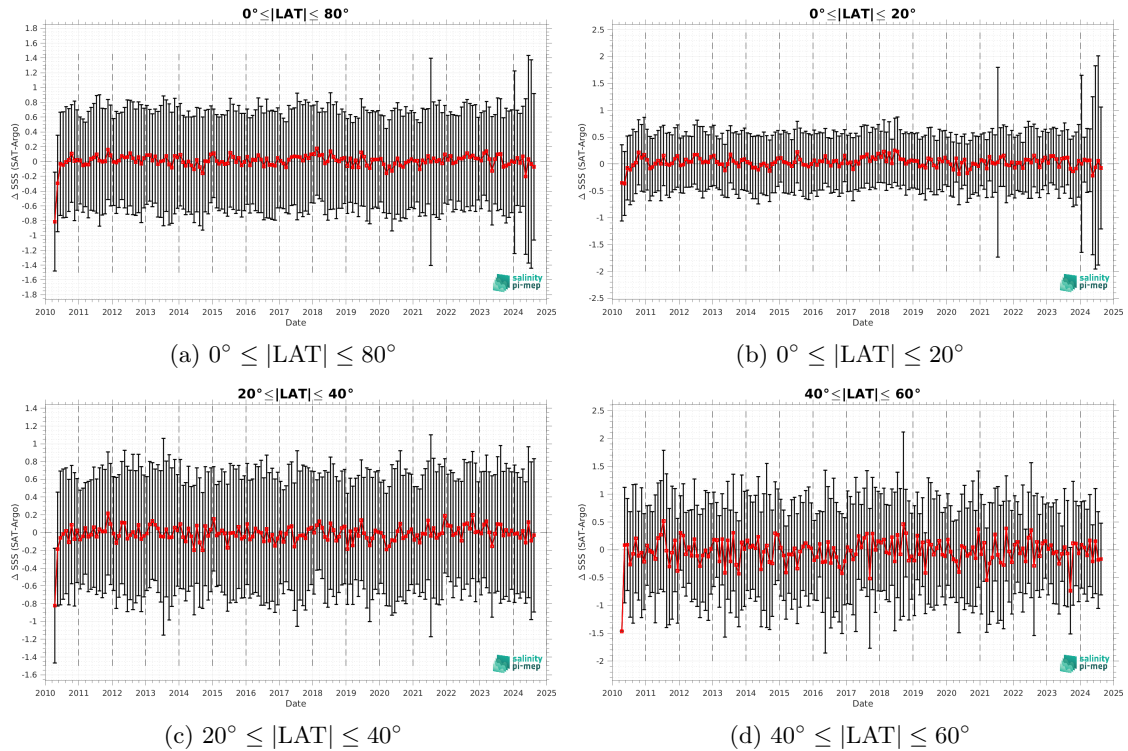 0°≤|LAT|≤ 80°
Δ SSS (SAT-Argo)
1.8
1.6
1.4
1.2
1
0.8
0.6
0.4
0.2
0
-0.2
-0.4
-0.6
-0.8
-1
-1.2
-1.4
-1.6
-1.8
2010 2011 2012 2013 2014 2015 2016 2017 2018 2019 2020 2021 2022 2023 2024 2025
Date
salinity
pi-mep
(a) 0° ≤ |LAT| ≤ 80°
0°≤|LAT|≤ 20°
Δ SSS (SAT-Argo)
2.5
2
1.5
1
0.5
0
-0.5
-1
-1.5
-2
-2.5
2010 2011 2012 2013 2014 2015 2016 2017 2018 2019 2020 2021 2022 2023 2024 2025
Date
salinity
pi-mep
(b) 0° ≤ |LAT| ≤ 20°
20°≤|LAT|≤ 40°
Δ SSS (SAT-Argo)
1.4
1.2
1
0.8
0.6
0.4
0.2
0
-0.2
-0.4
-0.6
-0.8
-1
-1.2
-1.4
-1.6
2010 2011 2012 2013 2014 2015 2016 2017 2018 2019 2020 2021 2022 2023 2024 2025
Date
salinity
pi-mep
(c) 20° ≤ |LAT| ≤ 40°
40°≤|LAT|≤ 60°
Δ SSS (SAT-Argo)
2.5
2
1.5
1
0.5
0
-0.5
-1
-1.5
-2
2010 2011 2012 2013 2014 2015 2016 2017 2018 2019 2020 2021 2022 2023 2024 2025
Date
salinity
pi-mep
(d) 40° ≤ |LAT| ≤ 60°